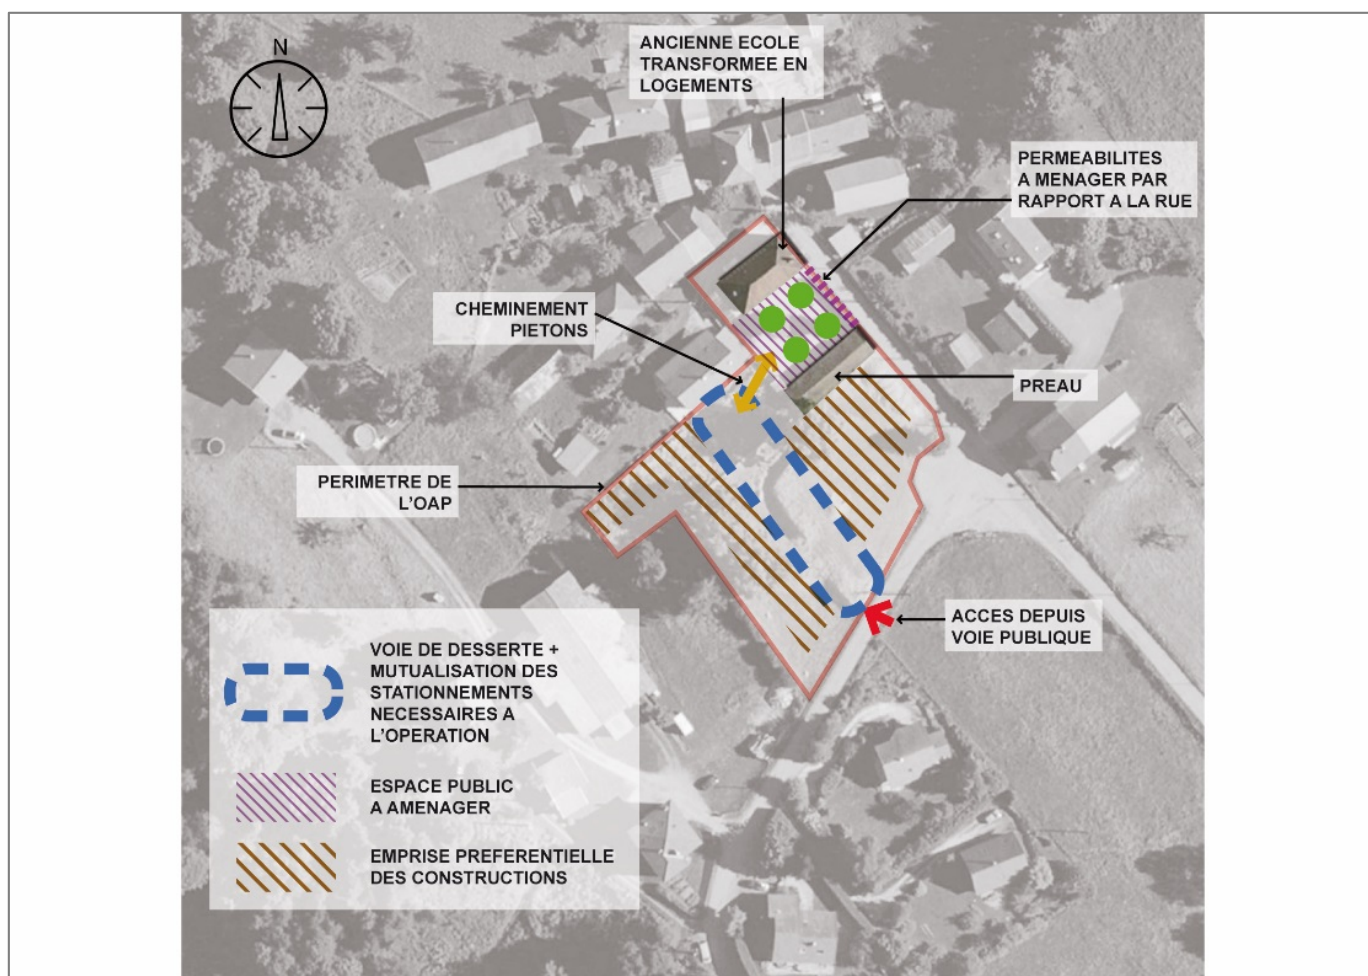 N
ANCIENNE ECOLE
TRANSFORMEE EN
LOGEMENTS
PERMEABILITES
A MENAGER PAR
RAPPORT A LA RUE
CHEMINEMENT
PIETONS
PREAU
PERIMETRE DE
L'OAP
ACCES DEPUIS
VOIE PUBLIQUE
VOIE DE DESSERTE +
MUTUALISATION DES
STATIONNEMENTS
NECESSAIRES A
L'OPERATION
ESPACE PUBLIC
A AMENAGER
EMPRISE PREFERENTIELLE
DES CONSTRUCTIONS